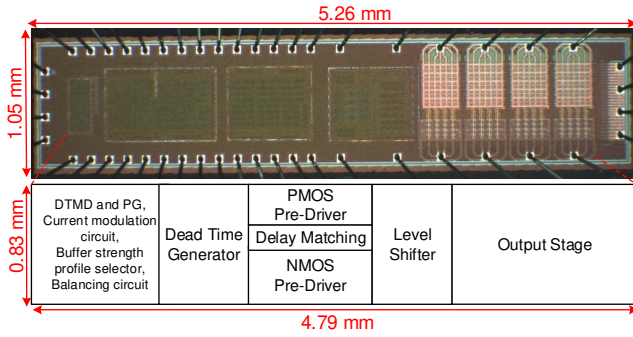 5.26 mm
1.05 mm
0.83 mm
DTMD and PG,
Current modulation
circuit,
Buffer strength
profile selector,
Balancing circuit
Dead Time
Generator
PMOS
Pre-Driver
Delay Matching
NMOS
Pre-Driver
Level
Shifter
Output Stage
4.79 mm